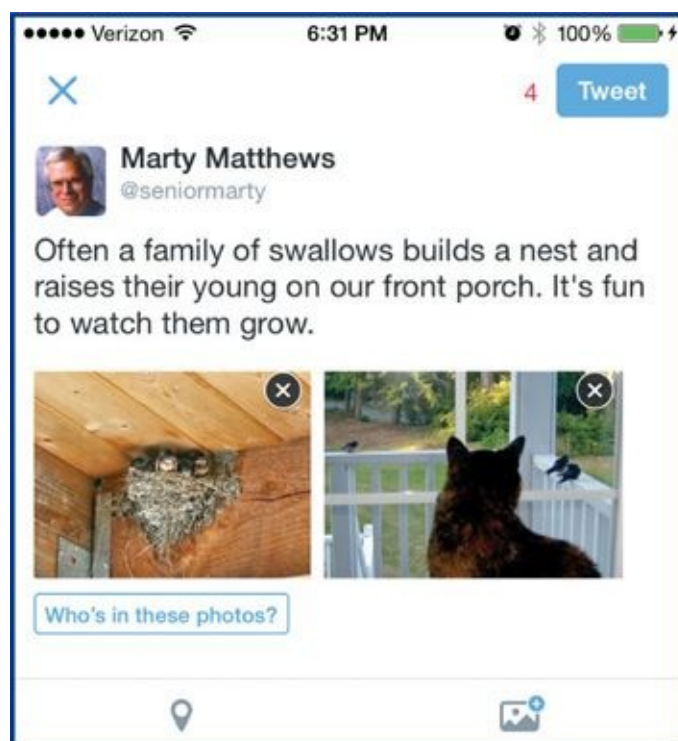 Verizon 6:31 PM 100%
4 Tweet
Marty Matthews
@seniormarty
Often a family of swallows builds a nest and
raises their young on our front porch. It's fun
to watch them grow.
Who's in these photos?